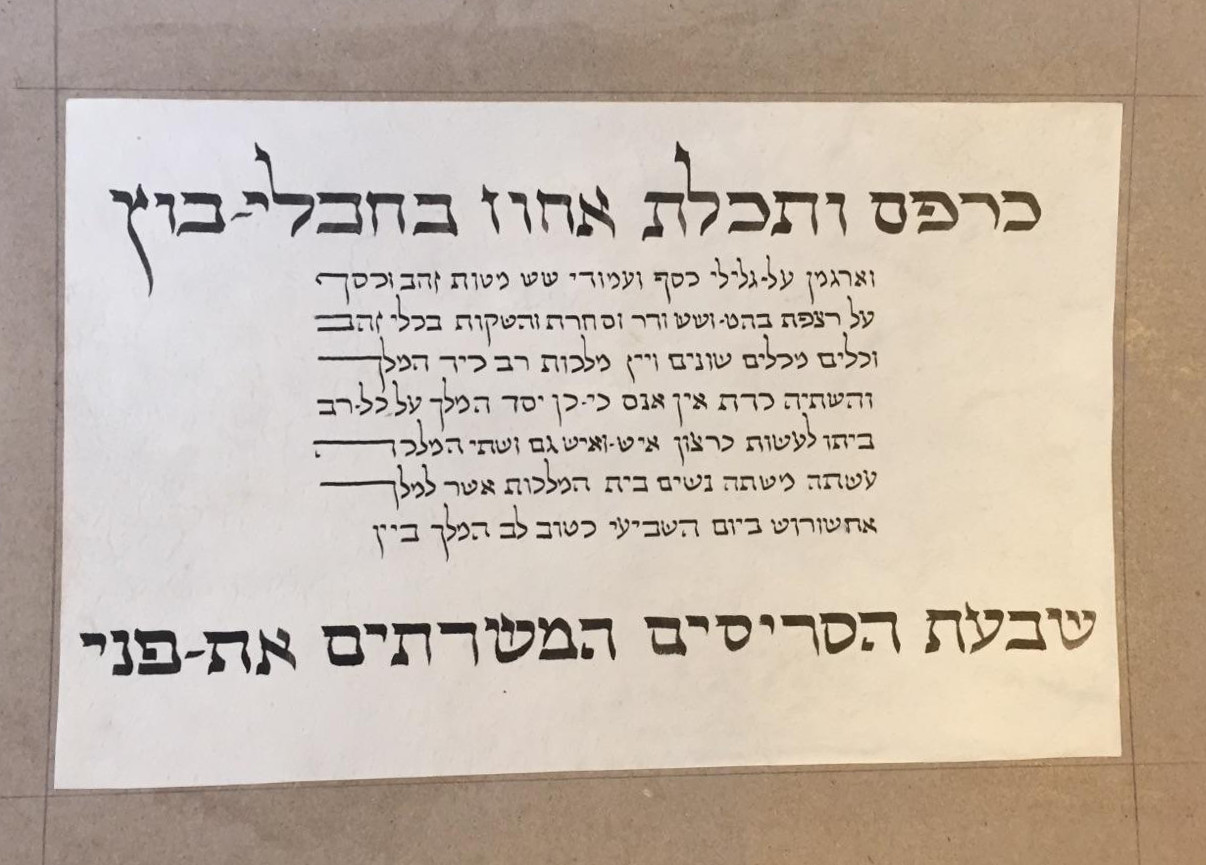 כרפס ותכלת אחוז בחבלי-בוץ
וארגמן על-גלילי כסף ועמודי שש מטות זהב וכסף
על רצפת בהט-ושש ודר וסחרת והשקות בכלי זהב
וכלים מכלים שונים ויין מלכות רב כיד המלך
והשתיה כדת אין אנס כי-כן יסד המלך על כל-רב
ביתו לעשות כרצון איש-ואיש גם ושתי המלכה
עשתה משתה נשים בית המלכות אשר למלך
אחשורוש ביום השביעי כטוב לב המלך ביין
שבעת הסריסים המשרתים את-פני